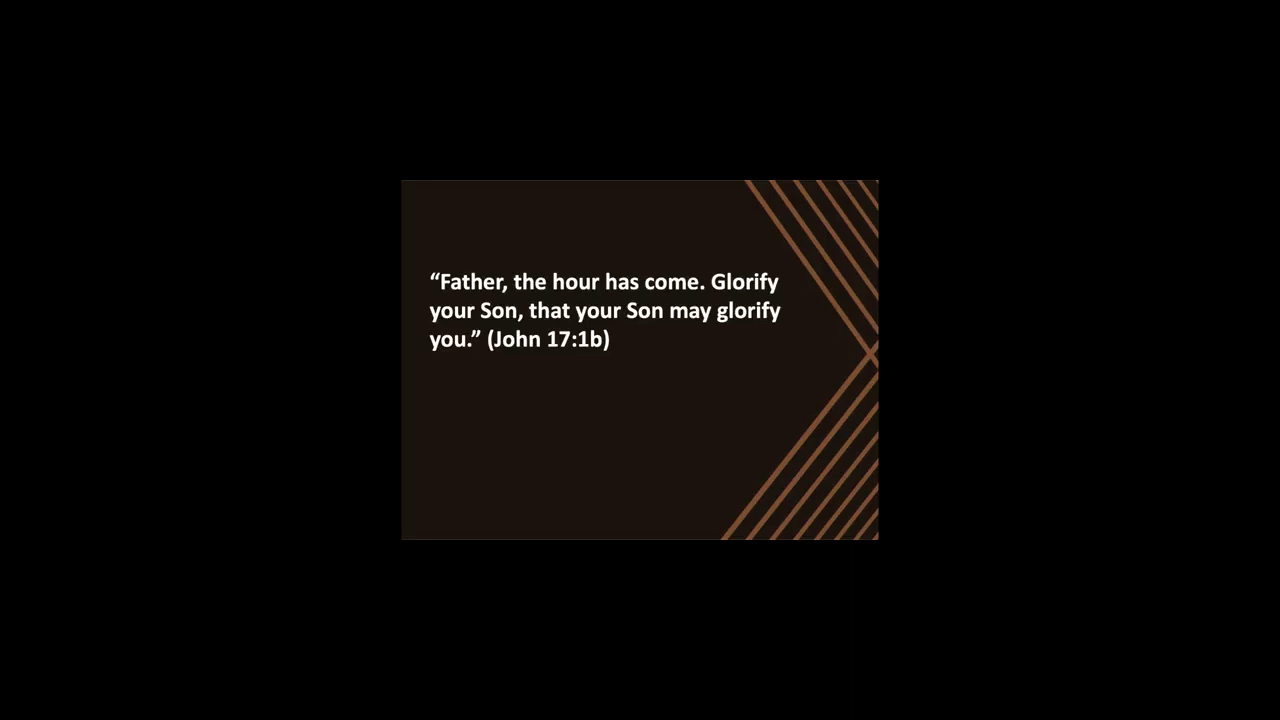 “Father, the hour has come. Glorify
your Son, that your Son may glorify
you.” (John 17:1b)